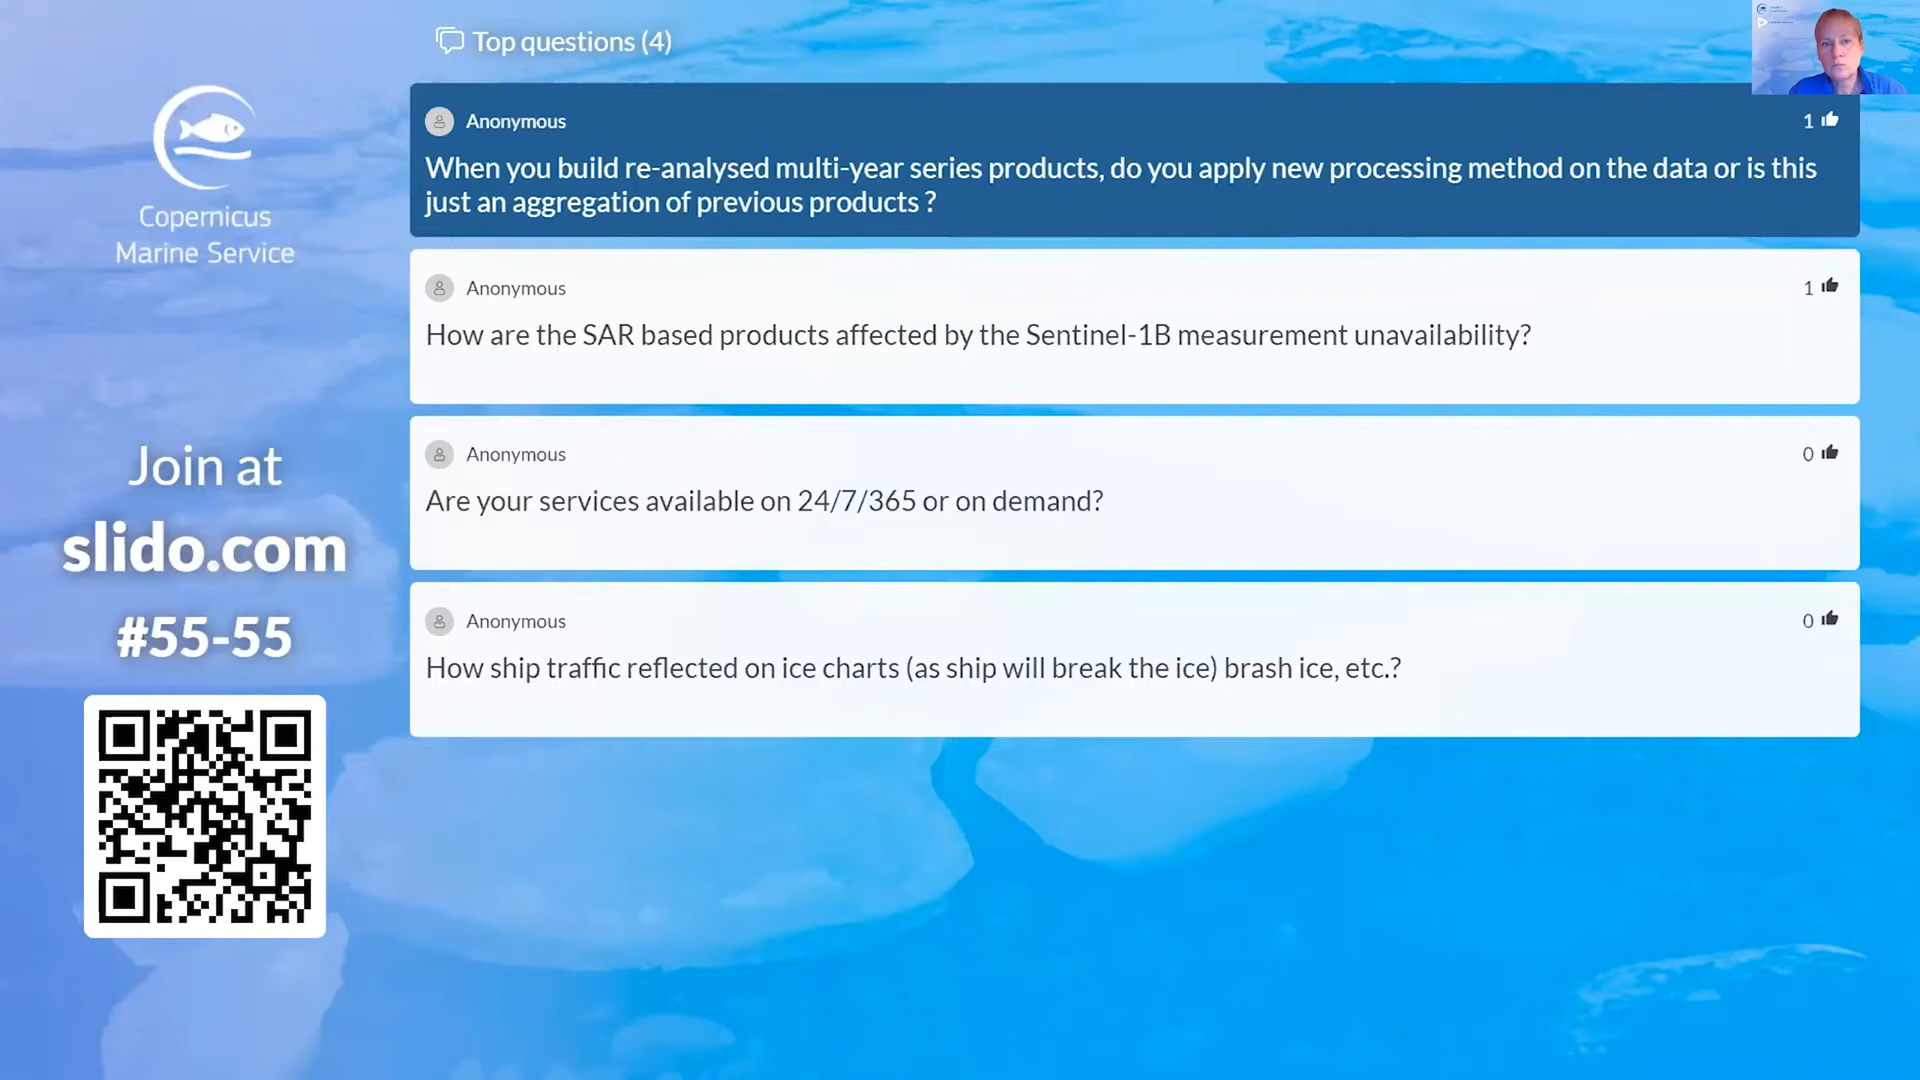 Top questions (4)
Copernicus
Marine Service
Join at
slido.com
#55-55
Anonymous
1
When you build re-analysed multi-year series products, do you apply new processing method on the data or is this
just an aggregation of previous products ?
Anonymous
1
How are the SAR based products affected by the Sentinel-1B measurement unavailability?
Anonymous
0
Are your services available on 24/7/365 or on demand?
Anonymous
0
How ship traffic reflected on ice charts (as ship will break the ice) brash ice, etc.?